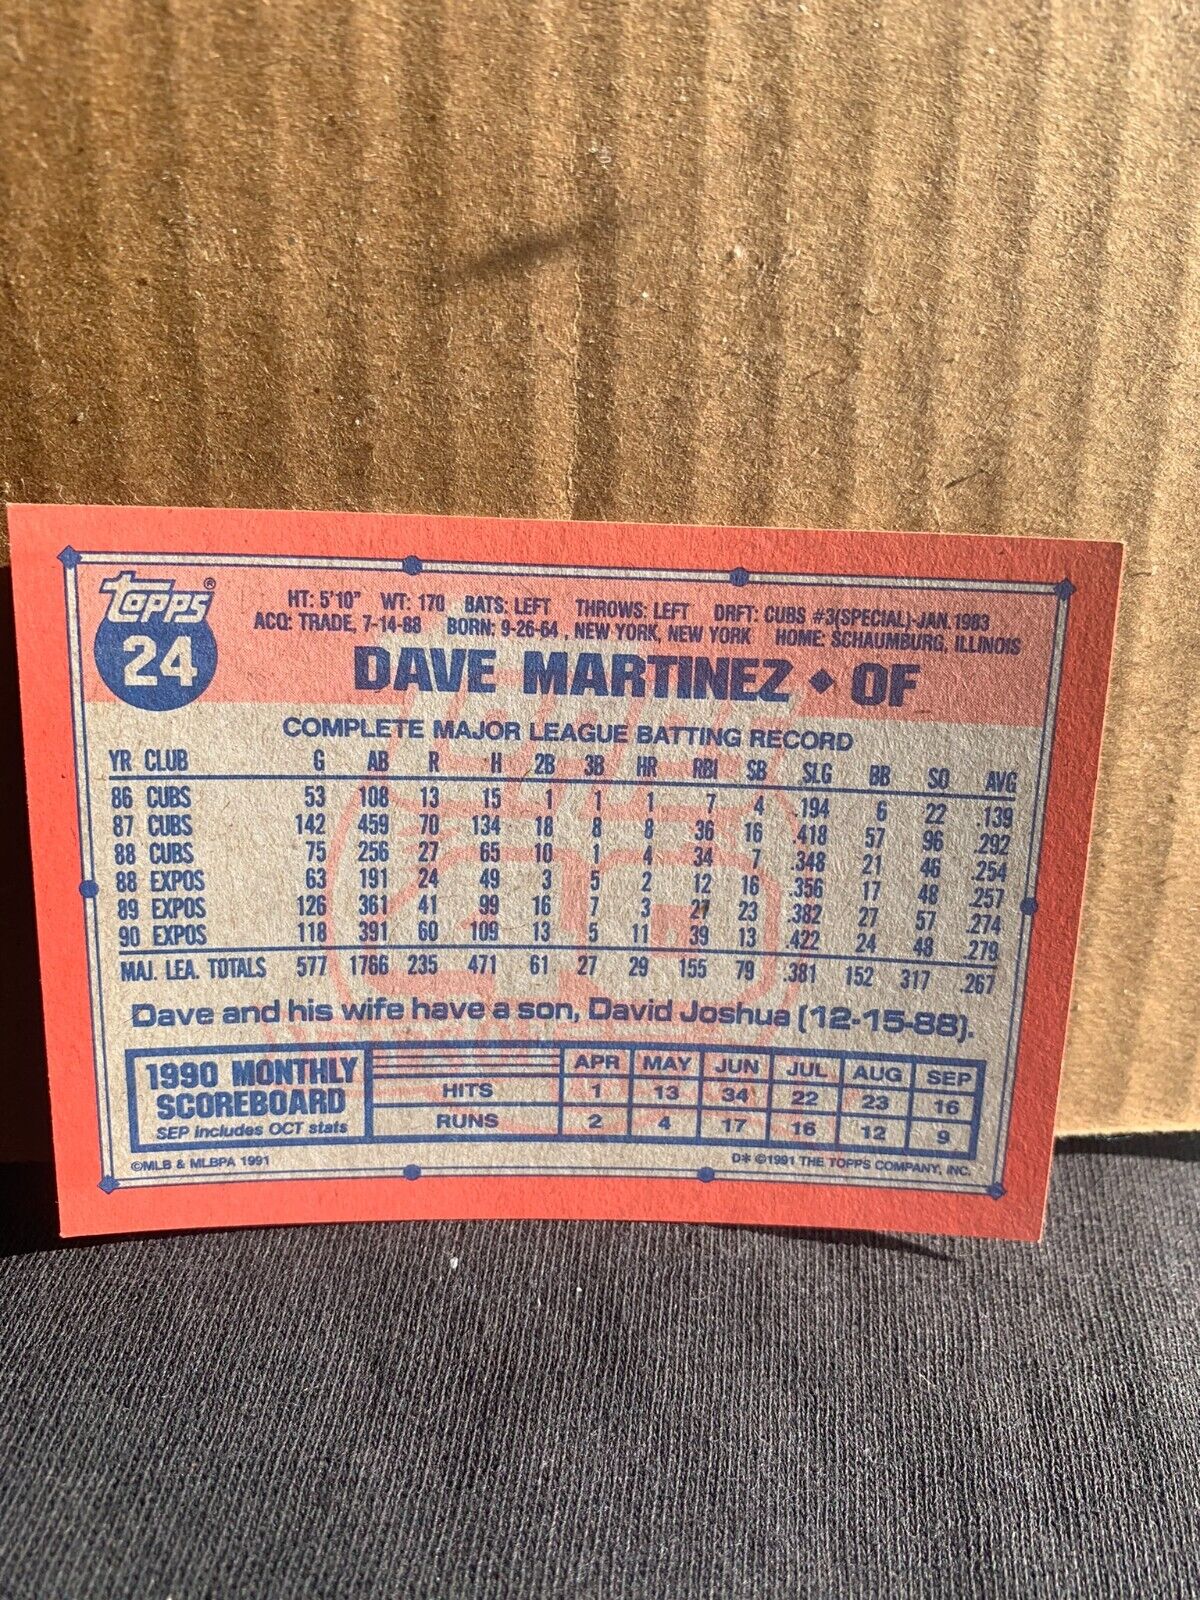 topps®
24
HT: 5'10" WT: 170 BATS: LEFT THROWS: LEFT DRFT: CUBS #3(SPECIAL)-JAN.1983
ACQ: TRADE, 7-14-88 BORN: 9-26-64 , NEW YORK, NEW YORK HOME: SCHAUMBURG, ILLINOIS
DAVE MARTINEZ ◆ OF
COMPLETE MAJOR LEAGUE BATTING RECORD
YR CLUB G AB R H 2B 3B HR RBI SB SLG BB SO AVG
86 CUBS 53 108 13 15 1 1 1 7 4 .194 6 22 .139
87 CUBS 142 459 70 134 18 8 8 36 16 .418 57 96 .292
88 CUBS 75 256 27 65 10 1 4 34 7 .348 21 46 .254
88 EXPOS 63 191 24 49 3 5 2 12 16 .356 17 48 .257
89 EXPOS 126 361 41 99 16 7 3 27 23 .382 27 57 .274
90 EXPOS 118 391 60 109 13 5 11 39 13 .422 24 48 .279
MAJ. LEA. TOTALS 577 1766 235 471 61 27 29 155 79 .381 152 317 .267
Dave and his wife have a son, David Joshua (12-15-88).
1990 MONTHLY
SCOREBOARD
SEP includes OCT stats
APR MAY JUN JUL AUG SEP
HITS 1 13 34 22 23 16
RUNS 2 4 17 16 12 9
©MLB & MLBPA 1991
D* ©1991 THE TOPPS COMPANY, INC.